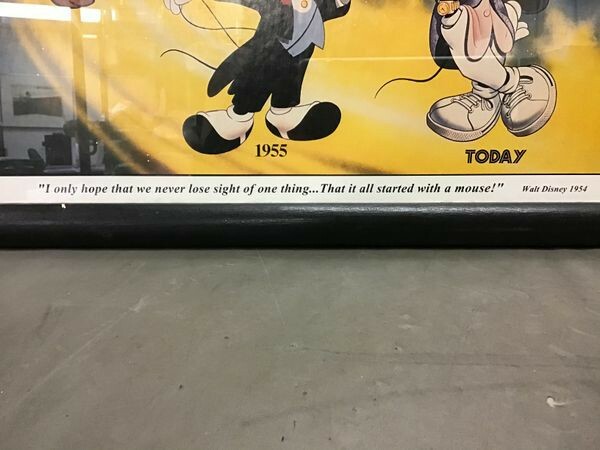 1955
TODAY
"I only hope that we never lose sight of one thing...That it all started with a mouse!" Walt Disney 1954